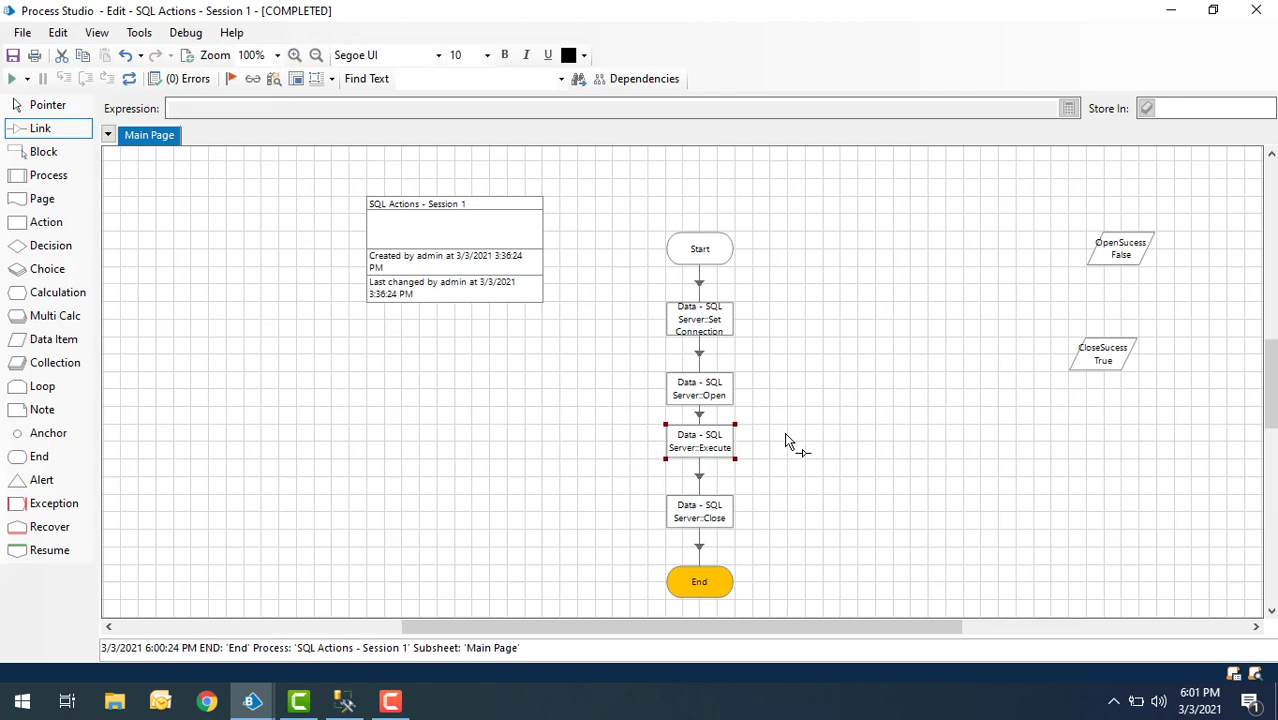 Process Studio - Edit - SQL Actions - Session 1 - [COMPLETED]
File Edit View Tools Debug Help
Zoom 100% Segoe UI 10 B I U
(0) Errors Find Text Dependencies
Pointer
Expression: Store In:
Link
Main Page
Block
Process
Page
Action
Decision
Choice
Calculation
Multi Calc
Data Item
Collection
Loop
Note
Anchor
End
Alert
Exception
Recover
Resume
SQL Actions - Session 1
Created by admin at 3/3/2021 3:36:24
PM
Last changed by admin at 3/3/2021
3:36:24 PM
Start
Data - SQL
Server::Set
Connection
Data - SQL
Server::Open
Data - SQL
Server::Execute
Data - SQL
Server::Close
End
OpenSucess
False
CloseSucess
True
3/3/2021 6:00:24 PM END: 'End' Process: 'SQL Actions - Session 1' Subsheet: 'Main Page'
6:01 PM
3/3/2021
1